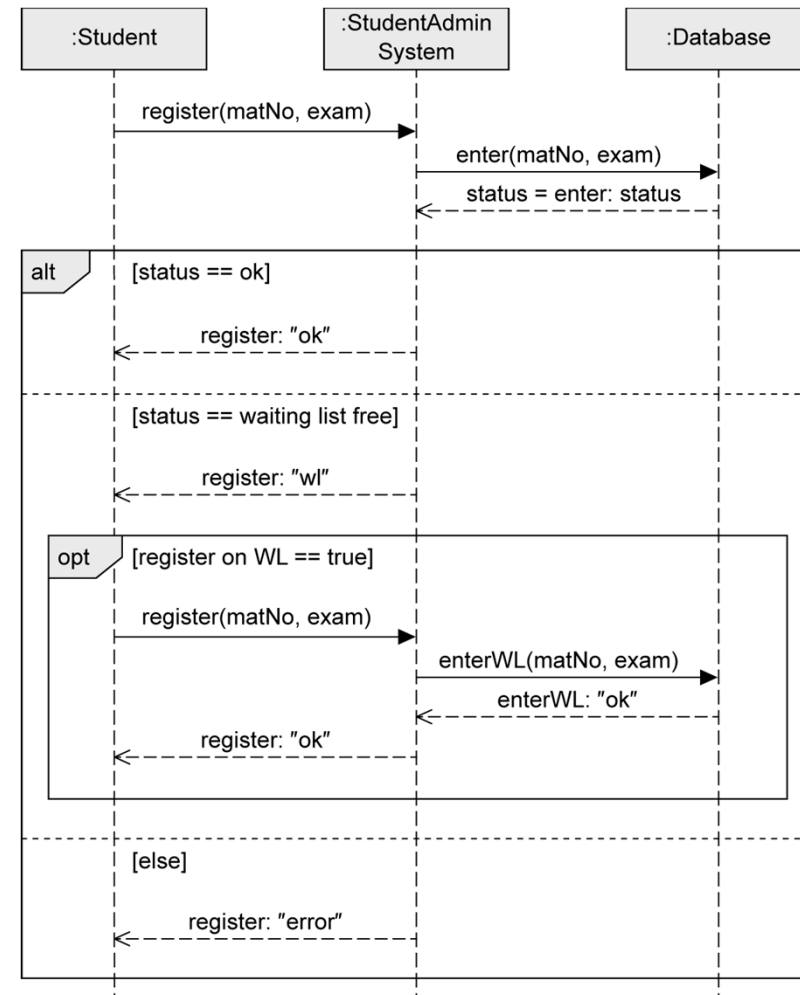 :Student
:StudentAdmin
System
:Database
register(matNo, exam)
enter(matNo, exam)
status = enter: status
alt
[status == ok]
register: "ok"
[status == waiting list free]
register: "wl"
opt
[register on WL == true]
register(matNo, exam)
enterWL(matNo, exam)
enterWL: "ok"
register: "ok"
[else]
register: "error"